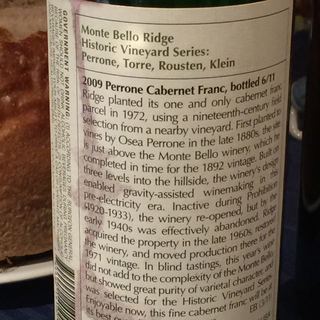 Monte Bello Ridge
Historic Vineyard Series:
Perrone, Torre, Rousten, Klein
2009 Perrone Cabernet Franc, bottled 6/11
Ridge planted its one and only cabernet franc
parcel in 1972, using a nineteenth-century field
selection from a nearby vineyard. First planted to
vines by Osea Perrone in the late 1880s, the site
is just above the Monte Bello winery, which he
completed in time for the 1892 vintage. Built on
three levels into the hillside, the winery's design
enabled gravity-assisted winemaking in this
pre-electricity era. Inactive during Prohibition
(1920-1933), the winery re-opened, but by the
early 1940s was effectively abandoned. Ridge
acquired the property in the late 1960s, restored
the winery, and moved production there for the
1971 vintage. In blind tastings, this year's
did not add to the complexity of the Monte Bello
but showed great purity of varietal character, and
was selected for the Historic Vineyard Series
Enjoyable now, this fine cabernet franc will be at
its best
EB (3/11)
GOVERNMENT WARNING: